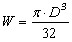 W = π · D³ / 32